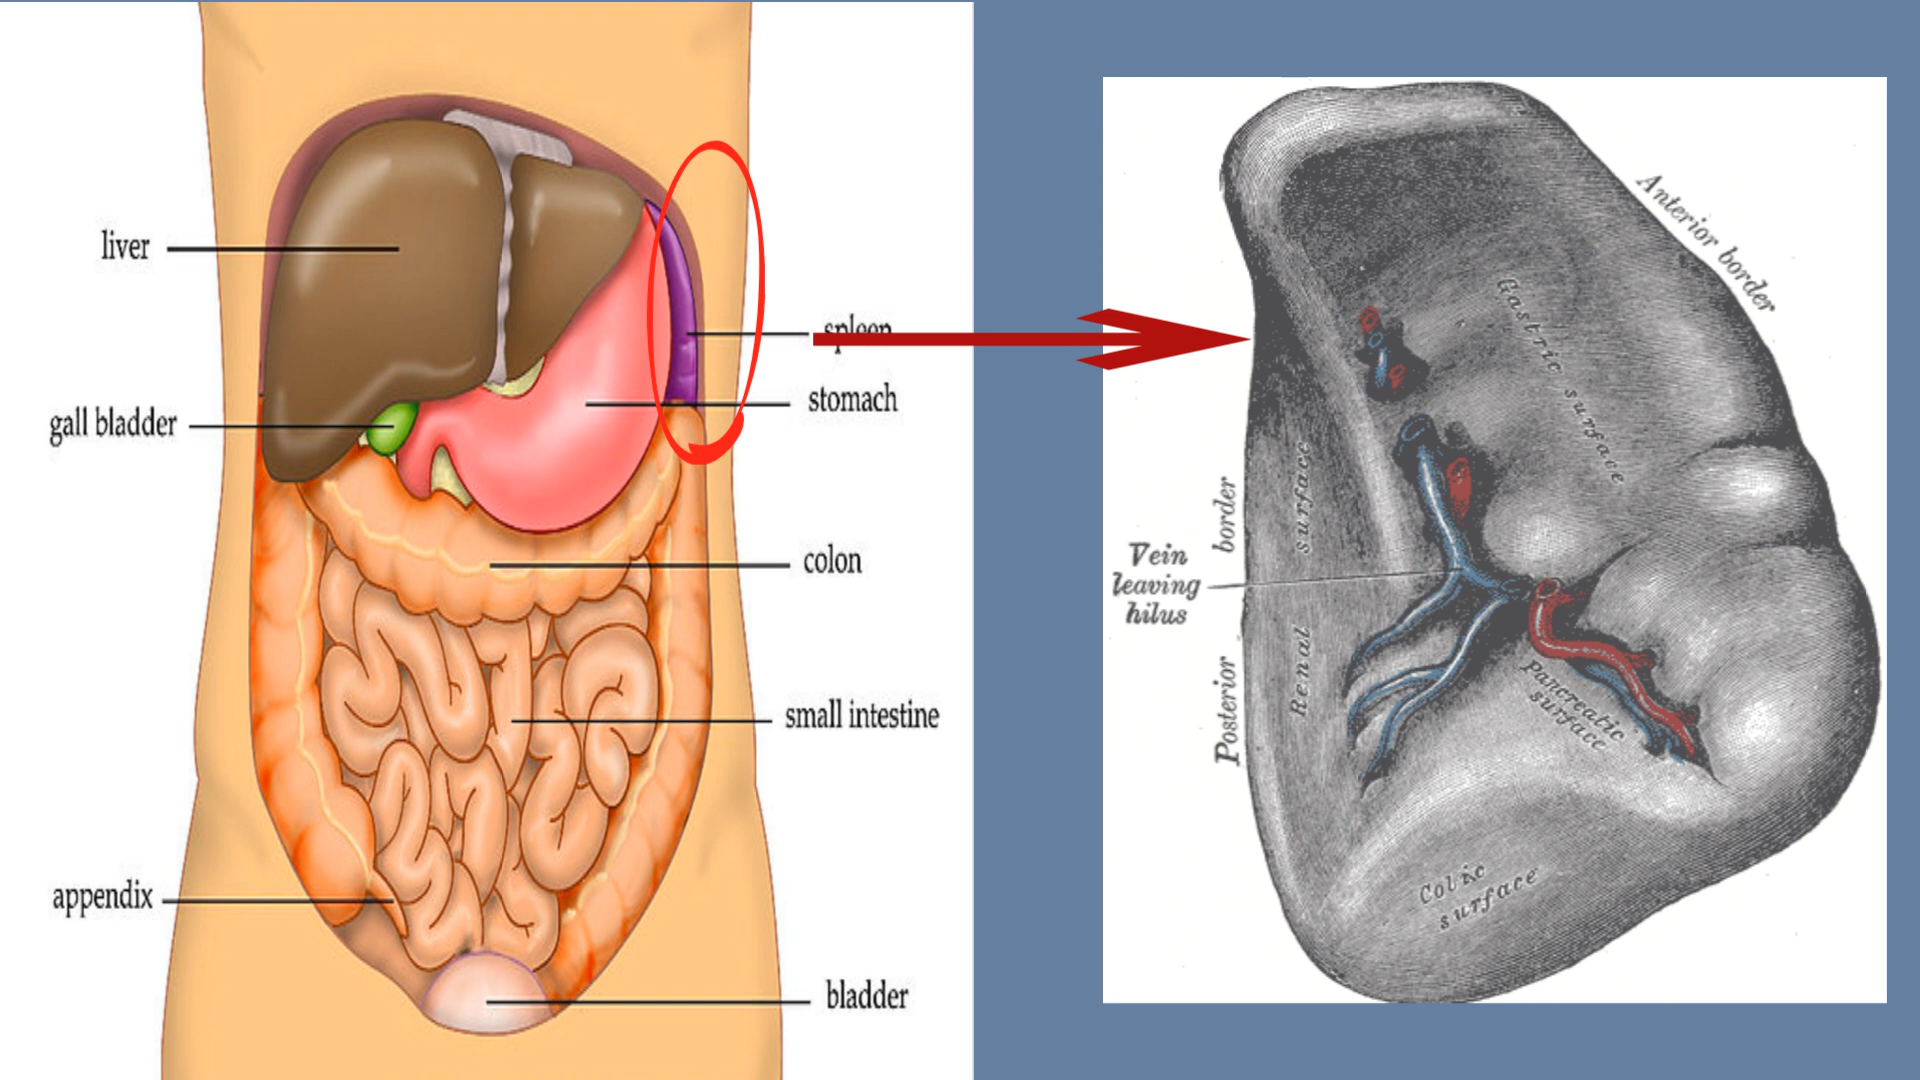 liver
spleen
stomach
gall bladder
colon
small intestine
appendix
bladder
Anterior border
Gastric surface
Posterior border
Renal surface
Vein
leaving
hilus
Pancreatic
surface
Colic
surface